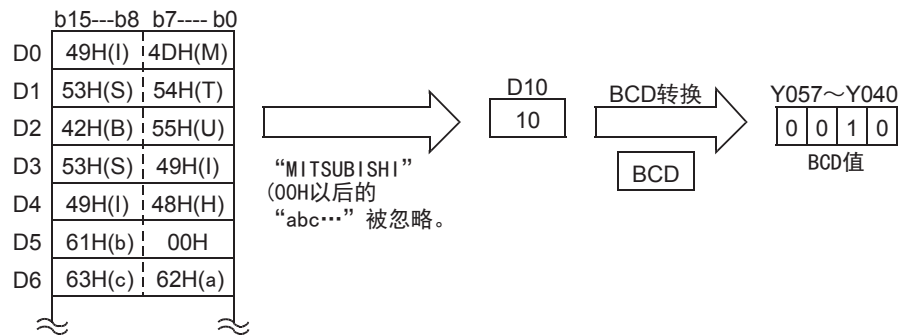 b15---b8 b7---- b0
D0 49H(I) 4DH(M)
D1 53H(S) 54H(T)
D2 42H(B) 55H(U)
D3 53H(S) 49H(I)
D4 49H(I) 48H(H)
D5 61H(b) 00H
D6 63H(c) 62H(a)
“MITSUBISHI”
(00H以后的
“abc…”被忽略。
D10
10
BCD转换
BCD
Y057～Y040
0 0 1 0
BCD值